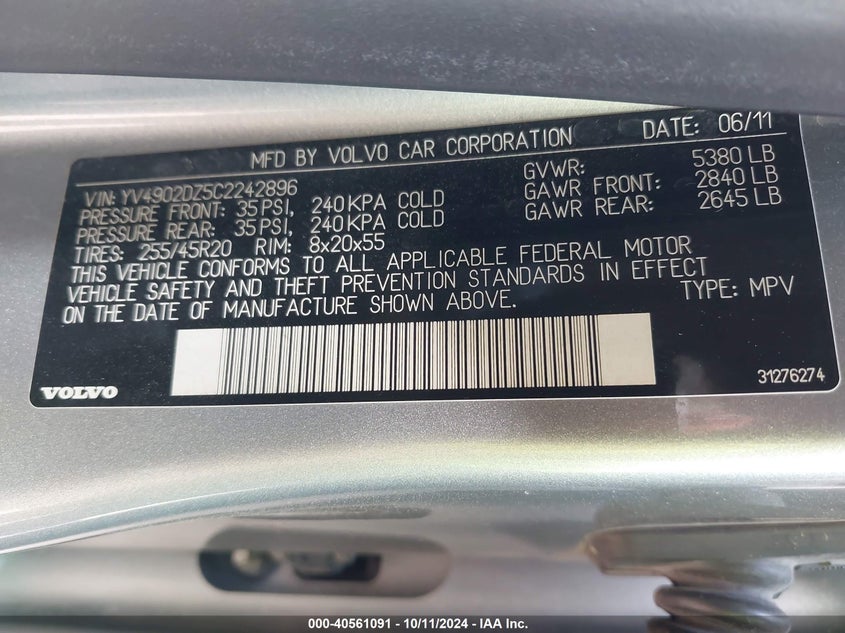 MFD BY VOLVO CAR CORPORATION DATE: 06/11
VIN: YV4902DZ5C2242896 GVWR: 5380 LB
PRESSURE FRONT: 35 PSI, 240 KPA COLD GAWR FRONT: 2840 LB
PRESSURE REAR: 35 PSI, 240 KPA COLD GAWR REAR: 2645 LB
TIRES: 255/45R20 RIM: 8x20x55
THIS VEHICLE CONFORMS TO ALL APPLICABLE FEDERAL MOTOR
VEHICLE SAFETY AND THEFT PREVENTION STANDARDS IN EFFECT
ON THE DATE OF MANUFACTURE SHOWN ABOVE. TYPE: MPV
VOLVO 31276274
000-40561091 - 10/11/2024 - IAA Inc.